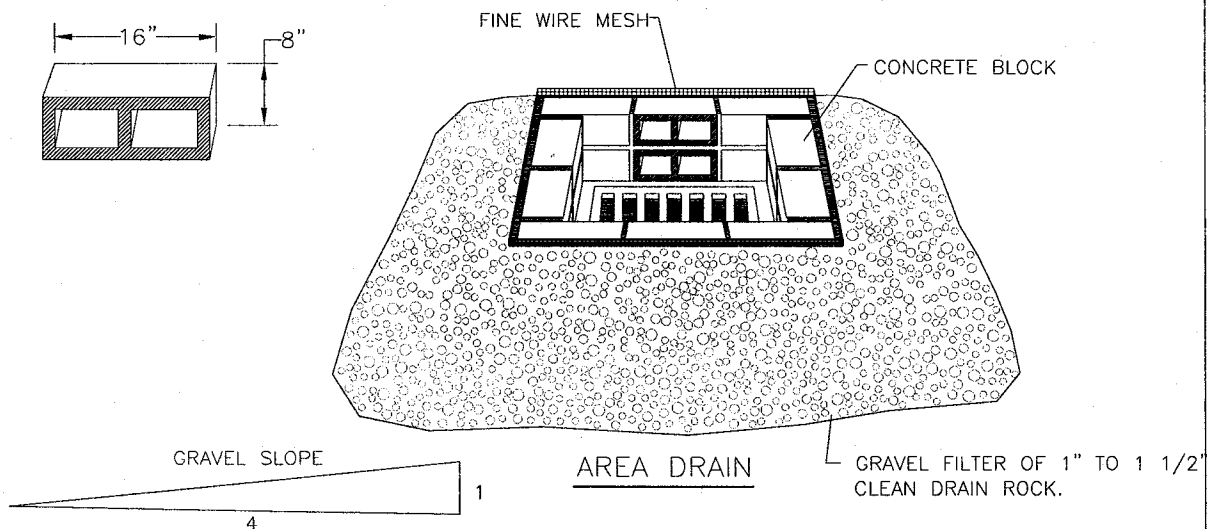 16"
8"
FINE WIRE MESH
CONCRETE BLOCK
GRAVEL SLOPE
1
4
AREA DRAIN
GRAVEL FILTER OF 1" TO 1 1/2"
CLEAN DRAIN ROCK.